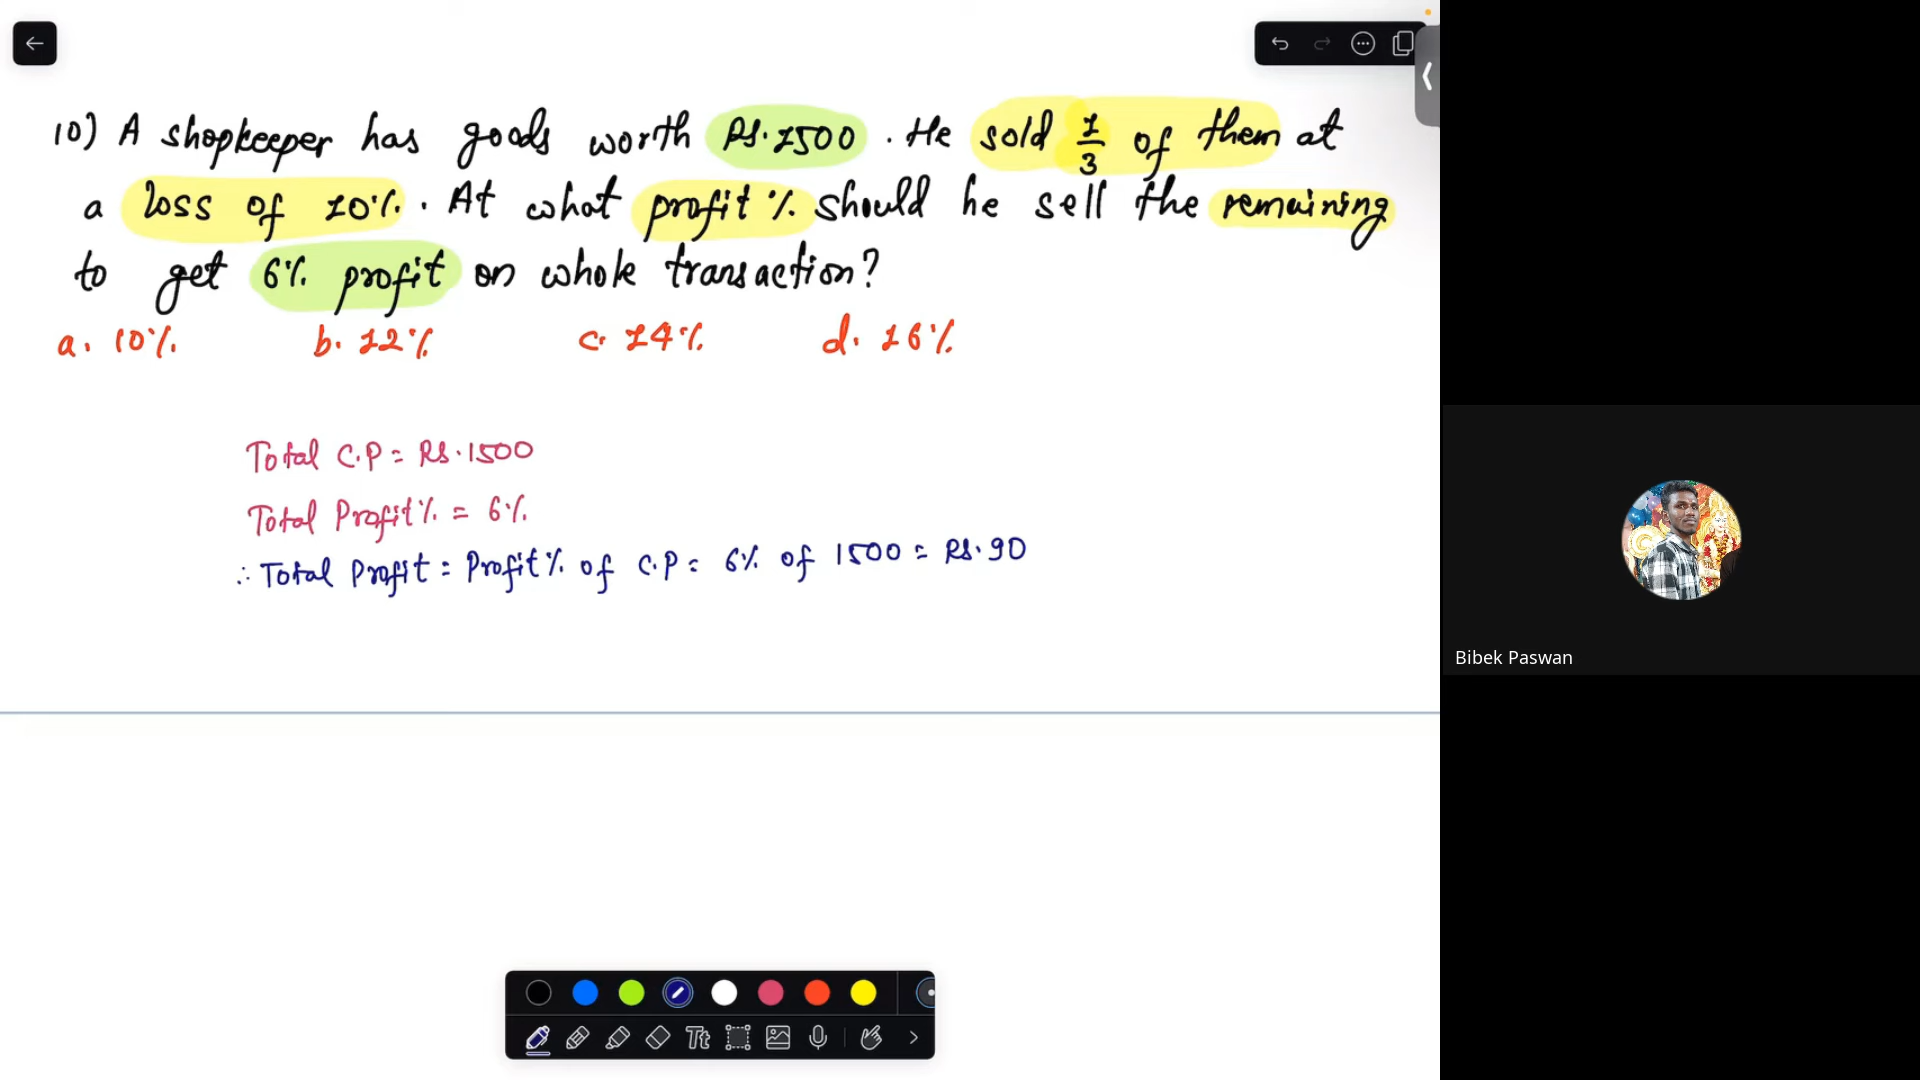 10) A shopkeeper has goods worth Rs.1500. He sold 1/3 of them at
a loss of 10%. At what profit % should he sell the remaining
to get 6% profit on whole transaction?
a. 10% b. 12% c. 14% d. 16%
Total C.P = Rs.1500
Total Profit% = 6%
∴ Total Profit = Profit% of C.P = 6% of 1500 = Rs.90
Bibek Paswan
Tt